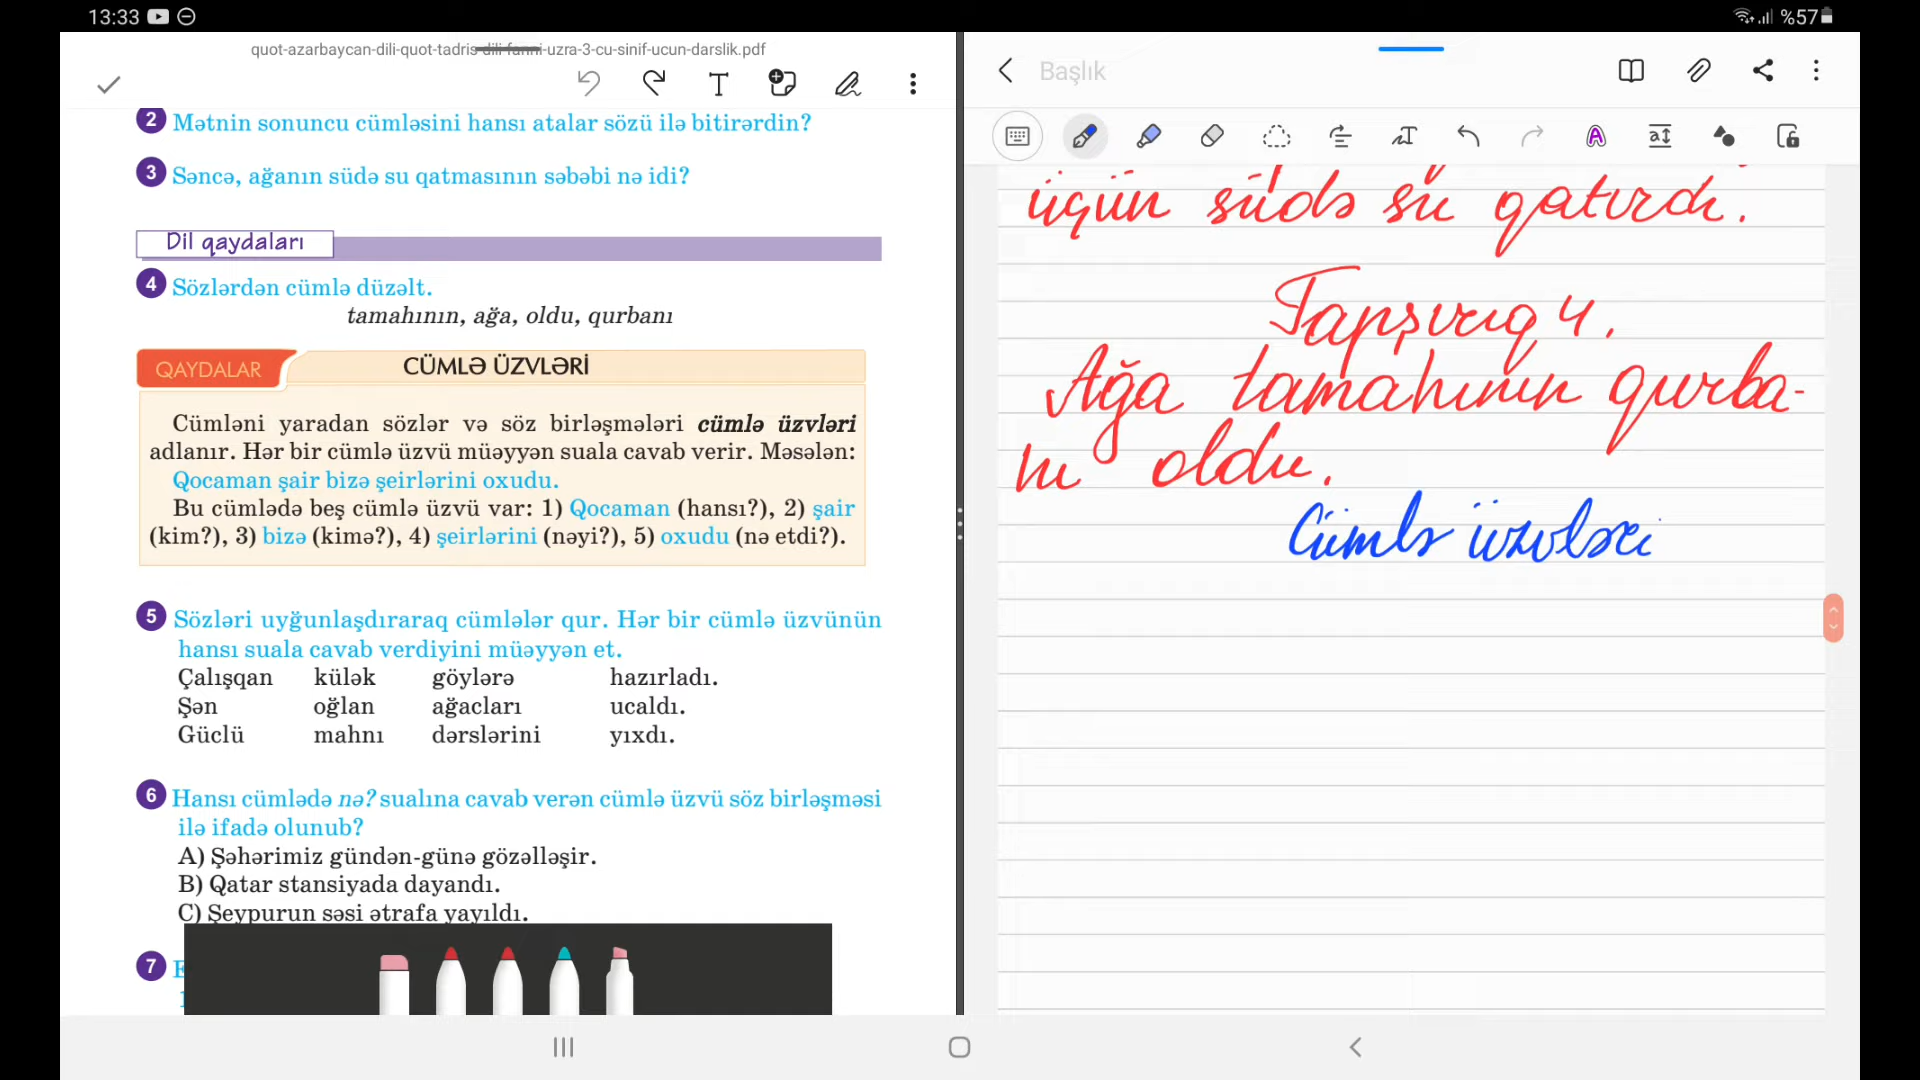 13:33
%57
quot-azarbaycan-dili-quot-tadris-dili-fanni-uzra-3-cu-sinif-ucun-darslik.pdf
2 Mətnin sonuncu cümləsini hansı atalar sözü ilə bitirərdin?
3 Səncə, ağanın südə su qatmasının səbəbi nə idi?
Dil qaydaları
4 Sözlərdən cümlə düzəlt.
tamahının, ağa, oldu, qurbanı
QAYDALAR CÜMLƏ ÜZVLƏRİ
Cümləni yaradan sözlər və söz birləşmələri cümlə üzvləri
adlanır. Hər bir cümlə üzvü müəyyən suala cavab verir. Məsələn:
Qocaman şair bizə şeirlərini oxudu.
Bu cümlədə beş cümlə üzvü var: 1) Qocaman (hansı?), 2) şair
(kim?), 3) bizə (kimə?), 4) şeirlərini (nəyi?), 5) oxudu (nə etdi?).
5 Sözləri uyğunlaşdıraraq cümlələr qur. Hər bir cümlə üzvünün
hansı suala cavab verdiyini müəyyən et.
Çalışqan külək göylərə hazırladı.
Şən oğlan ağacları ucaldı.
Güclü mahnı dərslərini yıxdı.
6 Hansı cümlədə nə? sualına cavab verən cümlə üzvü söz birləşməsi
ilə ifadə olunub?
A) Şəhərimiz gündən-günə gözəlləşir.
B) Qatar stansiyada dayandı.
C) Şeypurun səsi ətrafa yayıldı.
7
Başlık
üçün südə su qatırdı.
Tapşırıq 4.
Ağa tamahının qurba-
nı oldu.
Cümlə üzvləri